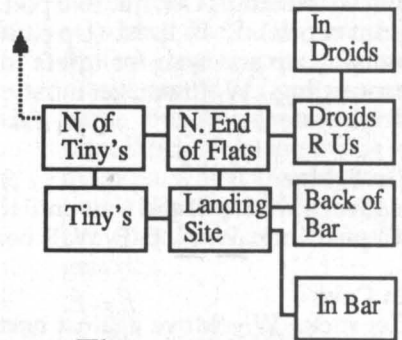 In
Droids
N. of
Tiny's
N. End
of Flats
Droids
R Us
Tiny's
Landing
Site
Back of
Bar
In Bar